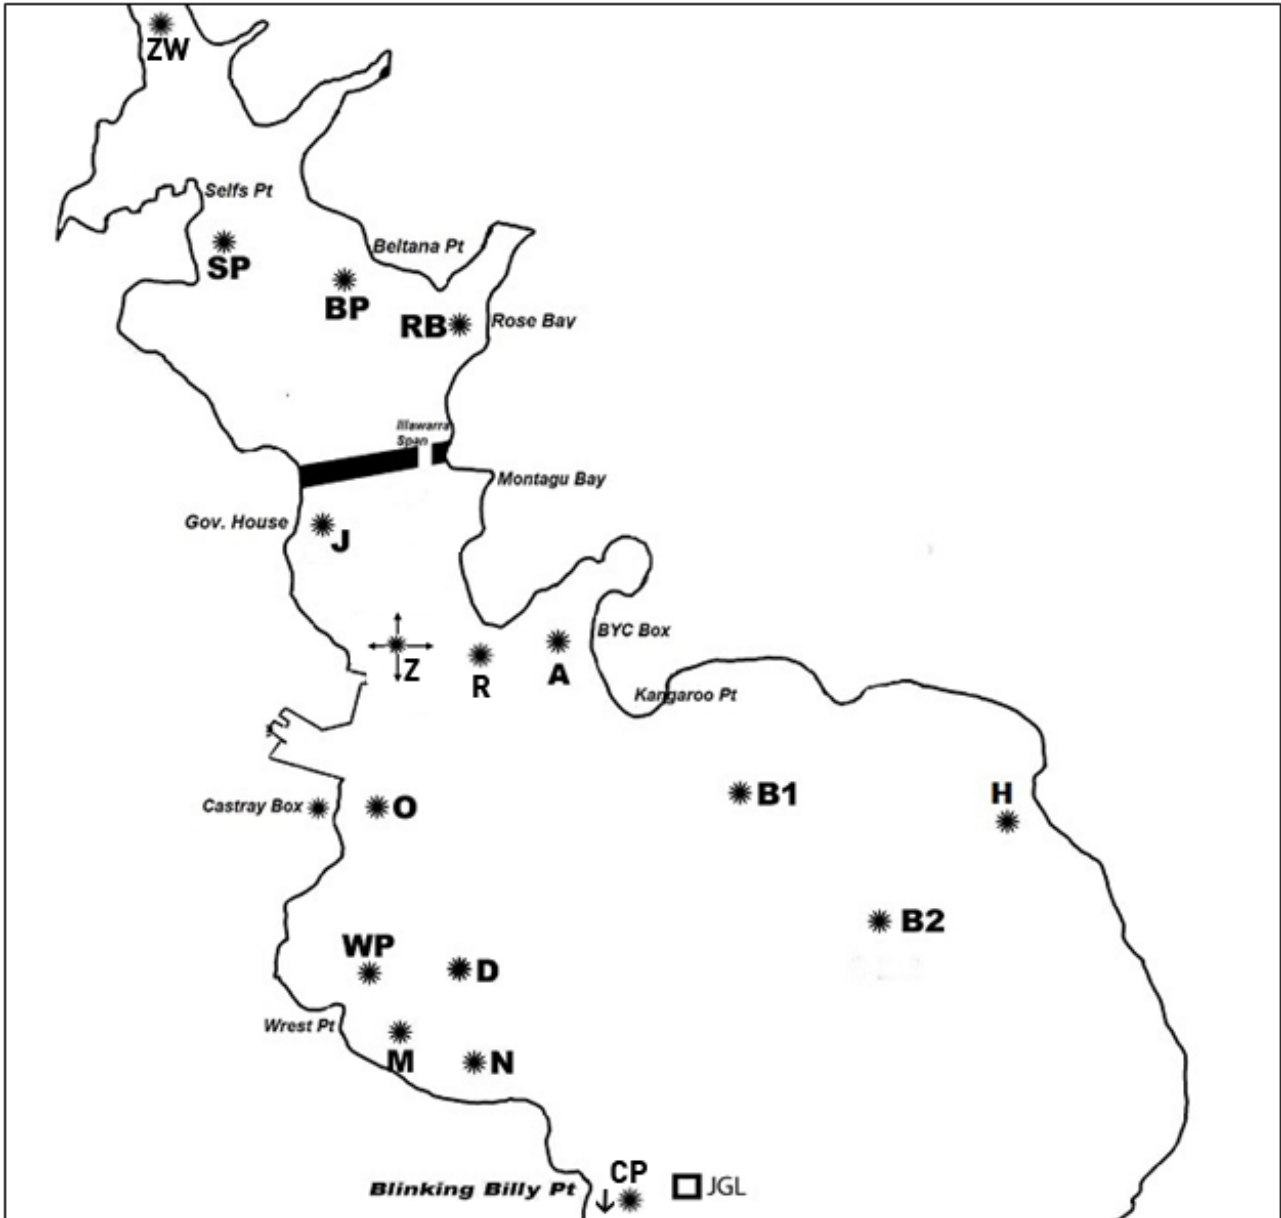 ZW
Selfs Pt
Beltana Pt
SP
BP
RB
Rose Bay
Illawarra
Span
Montagu Bay
Gov. House
J
BYC Box
Z
R
A
Kangaroo Pt
Castray Box
O
B1
H
B2
WP
D
Wrest Pt
M
N
CP
Blinking Billy Pt
JGL